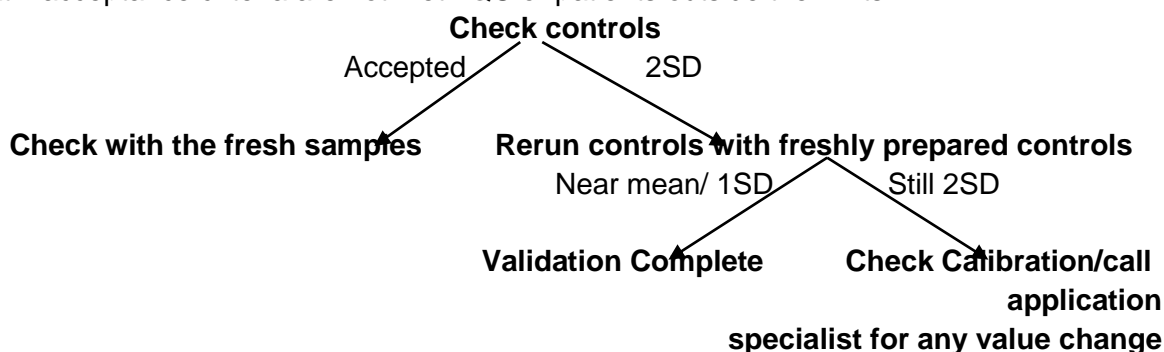 Check controls
Accepted 2SD
Check with the fresh samples Rerun controls with freshly prepared controls
Near mean/ 1SD Still 2SD
Validation Complete Check Calibration/call
application
specialist for any value change